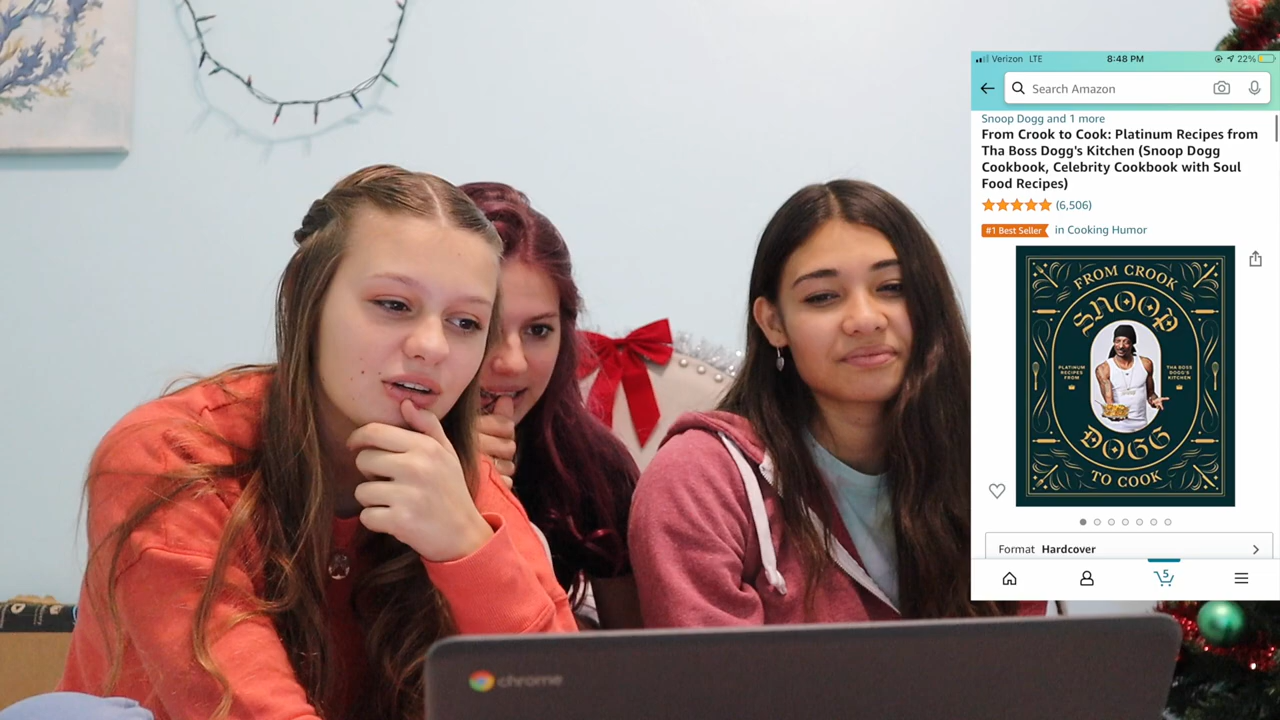 Verizon LTE 8:48 PM 22%
Search Amazon
Snoop Dogg and 1 more
From Crook to Cook: Platinum Recipes from
Tha Boss Dogg's Kitchen (Snoop Dogg
Cookbook, Celebrity Cookbook with Soul
Food Recipes)
(6,506)
#1 Best Seller in Cooking Humor
FROM CROOK
SNOOP
PLATINUM
RECIPES
FROM
THA BOSS
DOGG'S
KITCHEN
DOGG
TO COOK
Format Hardcover
5
chrome